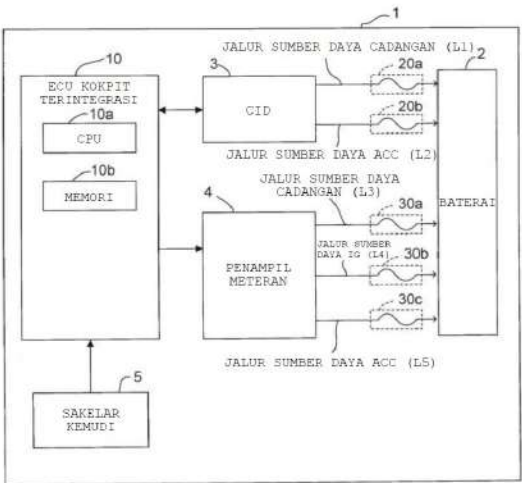 1
JALUR SUMBER DAYA CADANGAN (L1)
10
ECU KOKPIT
TERINTEGRASI
10a
CPU
10b
MEMORI
3
CID
20a
20b
2
BATERAI
JALUR SUMBER DAYA ACC (L2)
JALUR SUMBER DAYA
CADANGAN (L3)
4
PENAMPIL
METERAN
30a
JALUR SUMBER
DAYA IG (L4)
30b
30c
JALUR SUMBER DAYA ACC (L5)
5
SAKELAR
KEMUDI